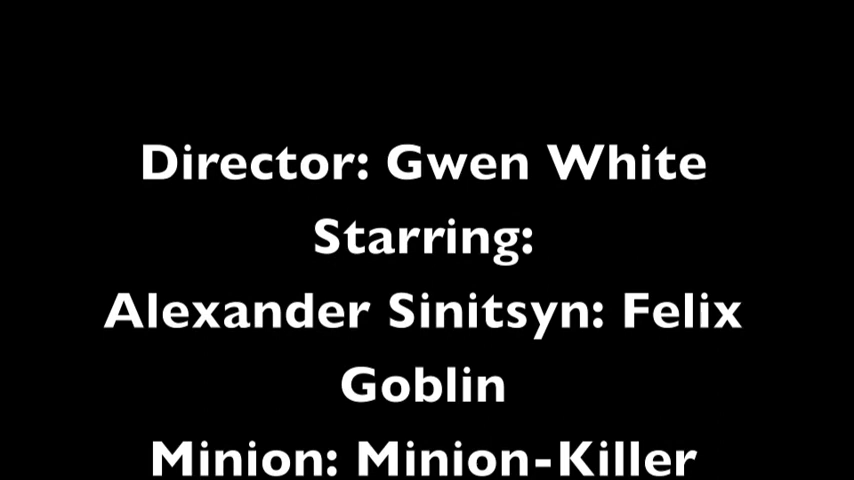 Director: Gwen White
Starring:
Alexander Sinitsyn: Felix
Goblin
Minion: Minion-Killer